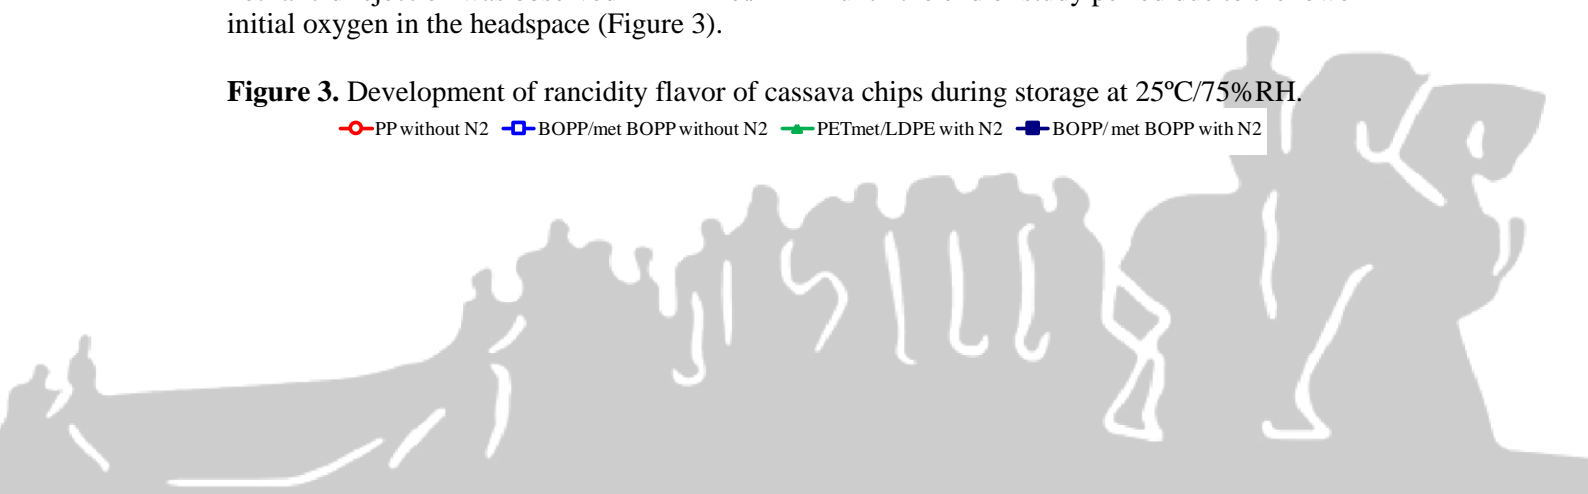 initial oxygen in the headspace (Figure 3).
Figure 3. Development of rancidity flavor of cassava chips during storage at 25ºC/75%RH.
PP without N2 BOPP/met BOPP without N2 PETmet/LDPE with N2 BOPP/ met BOPP with N2